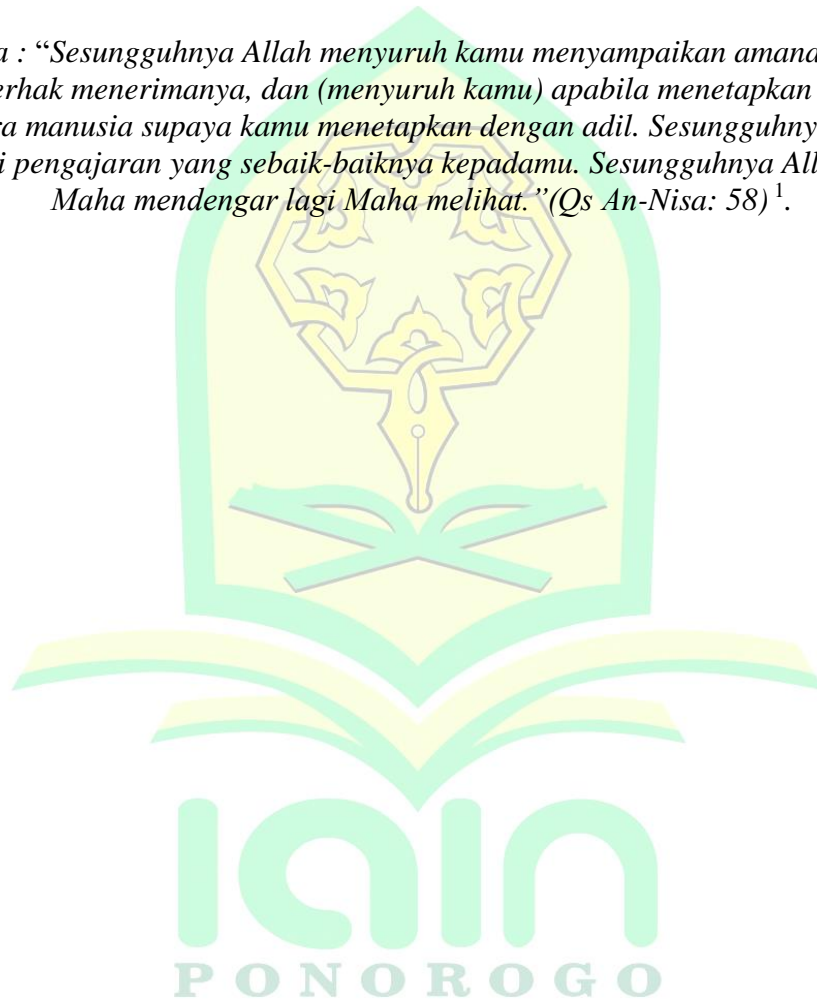 a : “Sesungguhnya Allah menyuruh kamu menyampaikan amana
erhak menerimanya, dan (menyuruh kamu) apabila menetapkan
ra manusia supaya kamu menetapkan dengan adil. Sesungguhny
i pengajaran yang sebaik-baiknya kepadamu. Sesungguhnya All
Maha mendengar lagi Maha melihat.”(Qs An-Nisa: 58) 1.
iain
PONOROGO